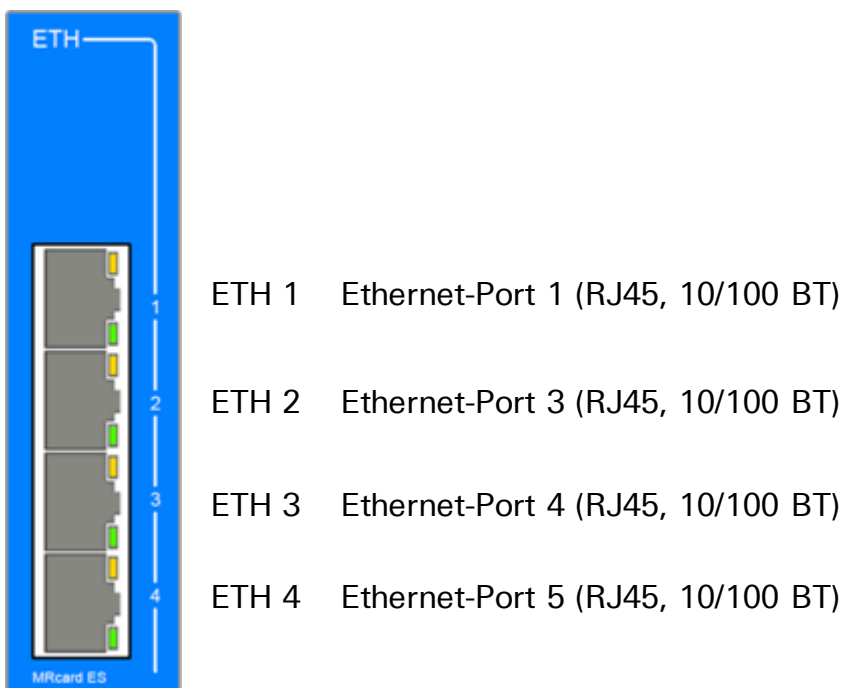 ETH
1
ETH 1 Ethernet-Port 1 (RJ45, 10/100 BT)
2
ETH 2 Ethernet-Port 3 (RJ45, 10/100 BT)
3
ETH 3 Ethernet-Port 4 (RJ45, 10/100 BT)
4
ETH 4 Ethernet-Port 5 (RJ45, 10/100 BT)
MRcard ES